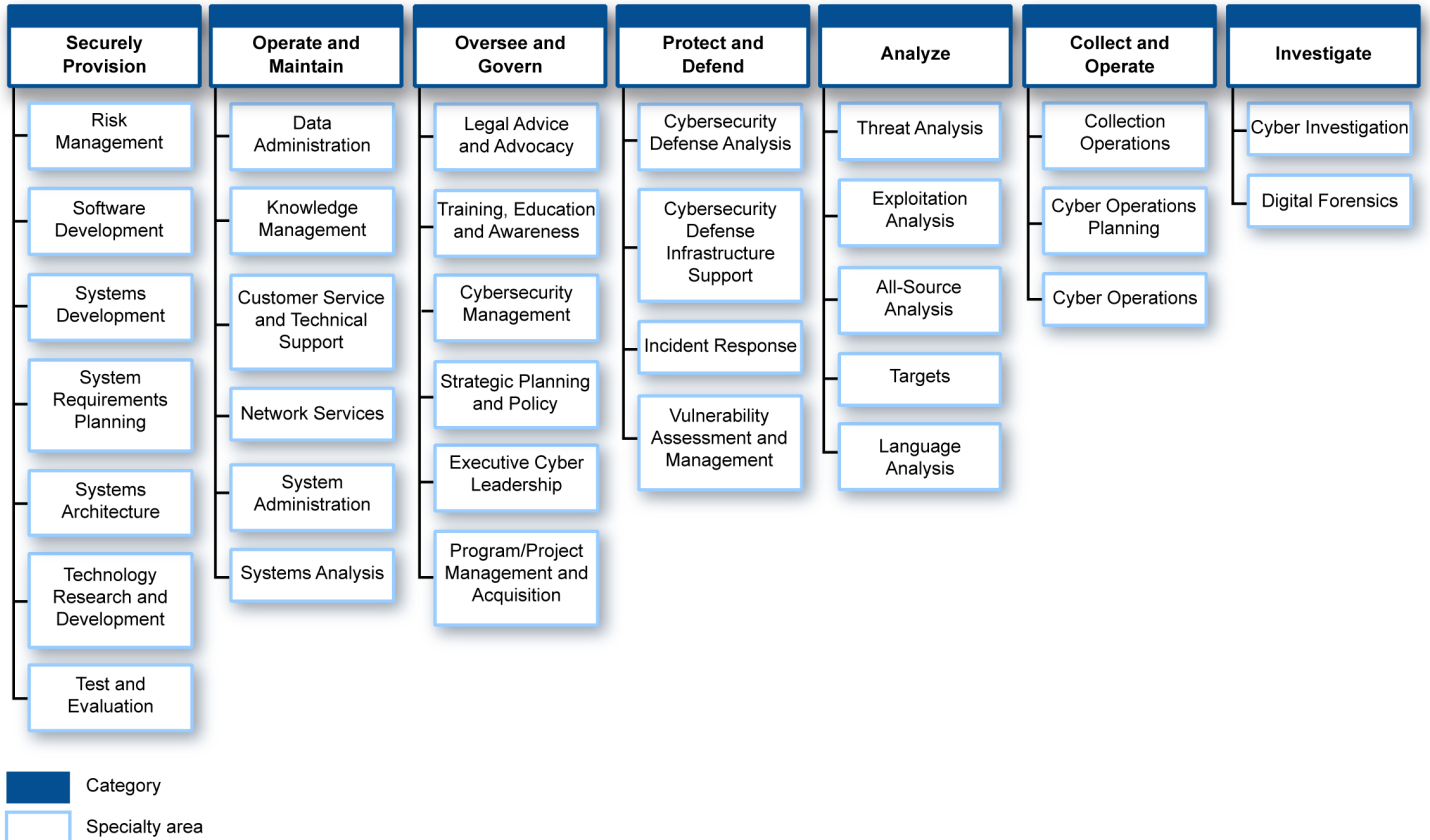 Securely
Provision
Risk
Management
Software
Development
Systems
Development
System
Requirements
Planning
Systems
Architecture
Technology
Research and
Development
Test and
Evaluation
Operate and
Maintain
Data
Administration
Knowledge
Management
Customer Service
and Technical
Support
Network Services
System
Administration
Systems Analysis
Oversee and
Govern
Legal Advice
and Advocacy
Training, Education
and Awareness
Cybersecurity
Management
Strategic Planning
and Policy
Executive Cyber
Leadership
Program/Project
Management and
Acquisition
Protect and
Defend
Cybersecurity
Defense Analysis
Cybersecurity
Defense
Infrastructure
Support
Incident Response
Vulnerability
Assessment and
Management
Analyze
Threat Analysis
Exploitation
Analysis
All-Source
Analysis
Targets
Language
Analysis
Collect and
Operate
Collection
Operations
Cyber Operations
Planning
Cyber Operations
Investigate
Cyber Investigation
Digital Forensics
Category
Specialty area